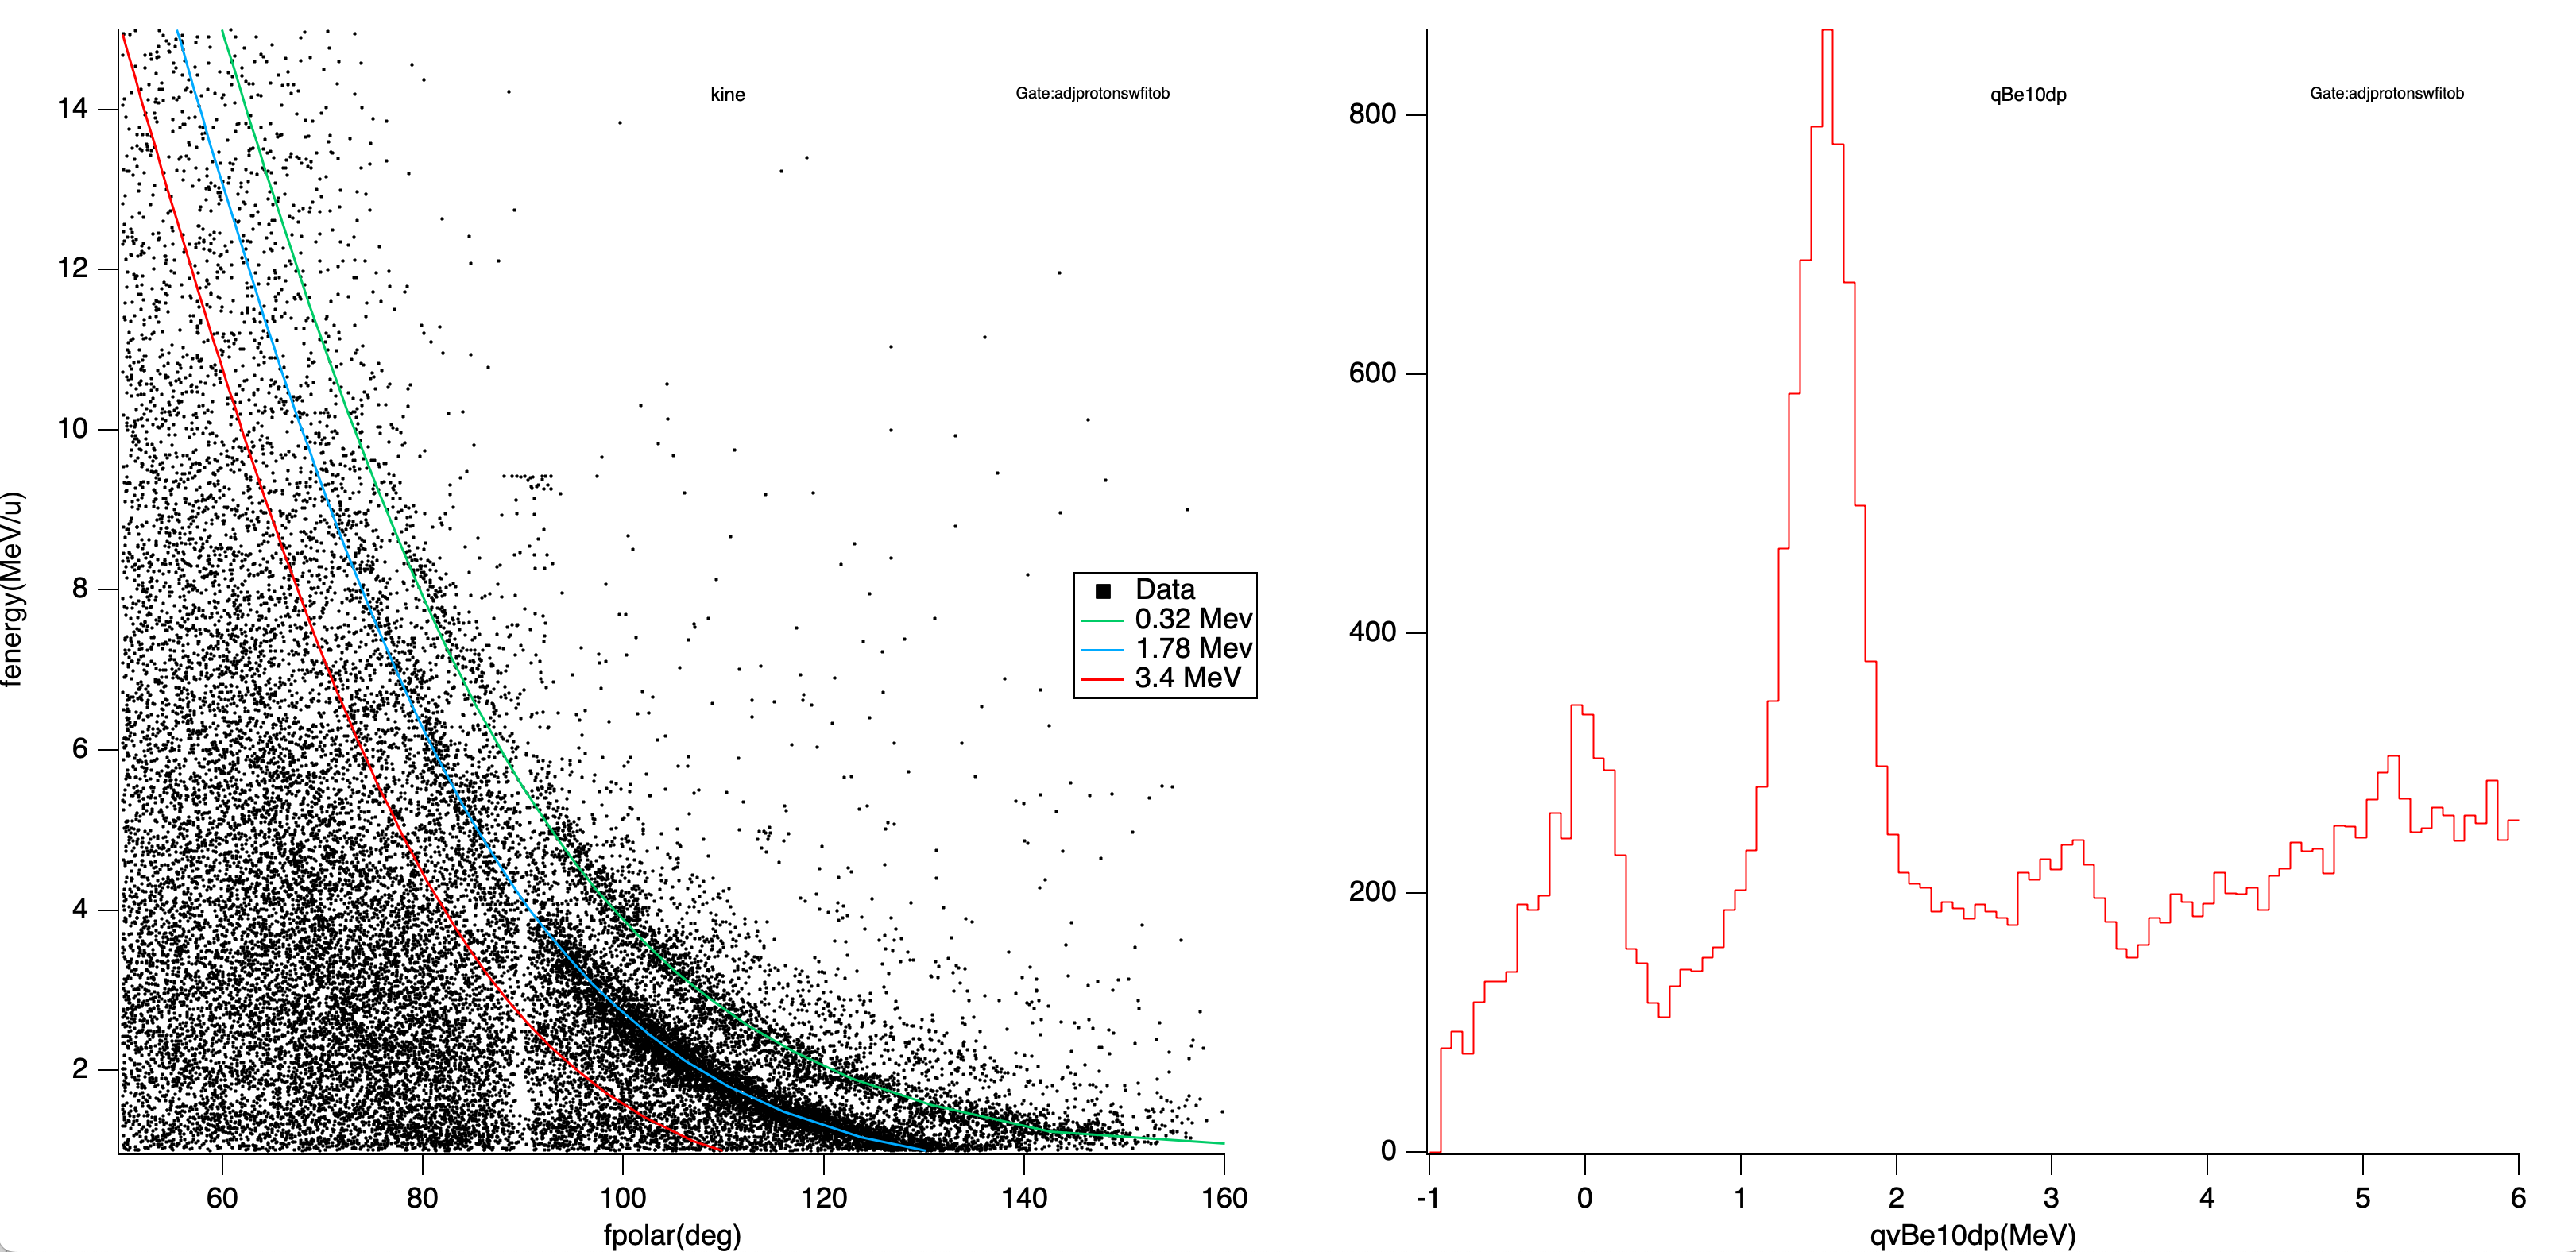 kine
Gate:adjprotonswfitob
14
12
10
8
6
4
2
fenergy(MeV/u)
Data
0.32 Mev
1.78 Mev
3.4 MeV
60 80 100 120 140 160
fpolar(deg)
qBe10dp
Gate:adjprotonswfitob
800
600
400
200
0
-1 0 1 2 3 4 5 6
qvBe10dp(MeV)